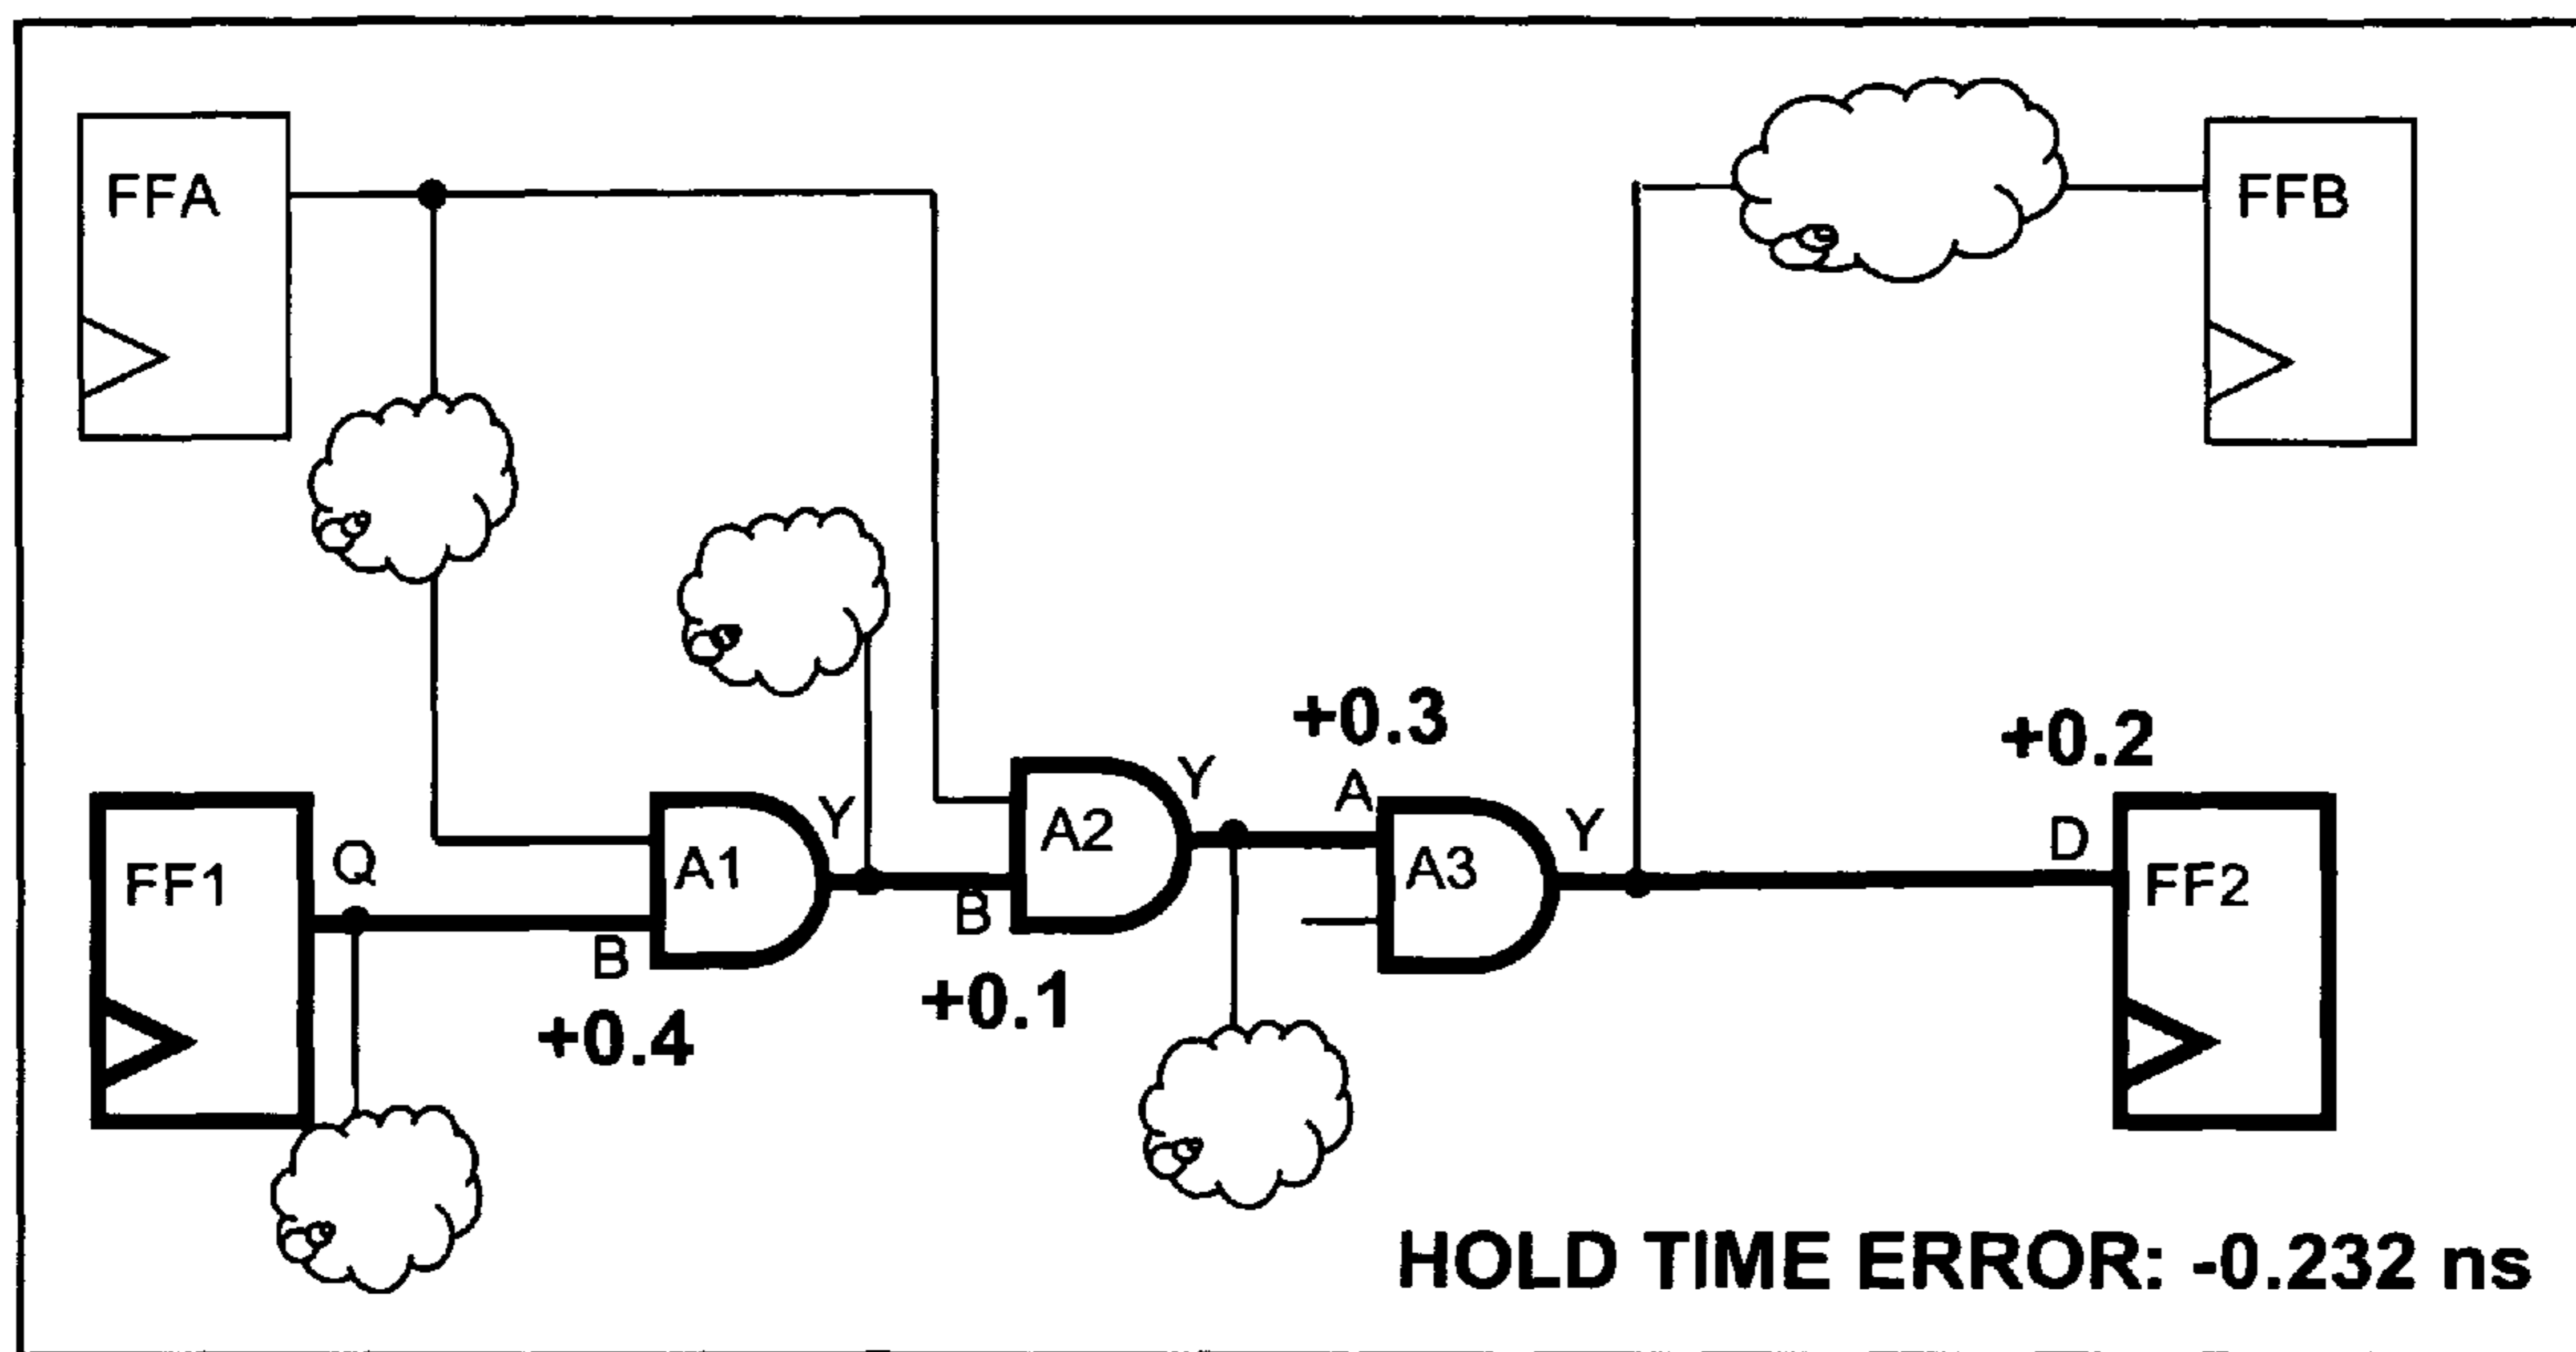 FFA
FFB
+0.3
+0.2
Y
A
Y
A2
Y
D
Q
A1
A3
FF1
B
FF2
B
+0.1
+0.4
HOLD TIME ERROR: -0.232 ns